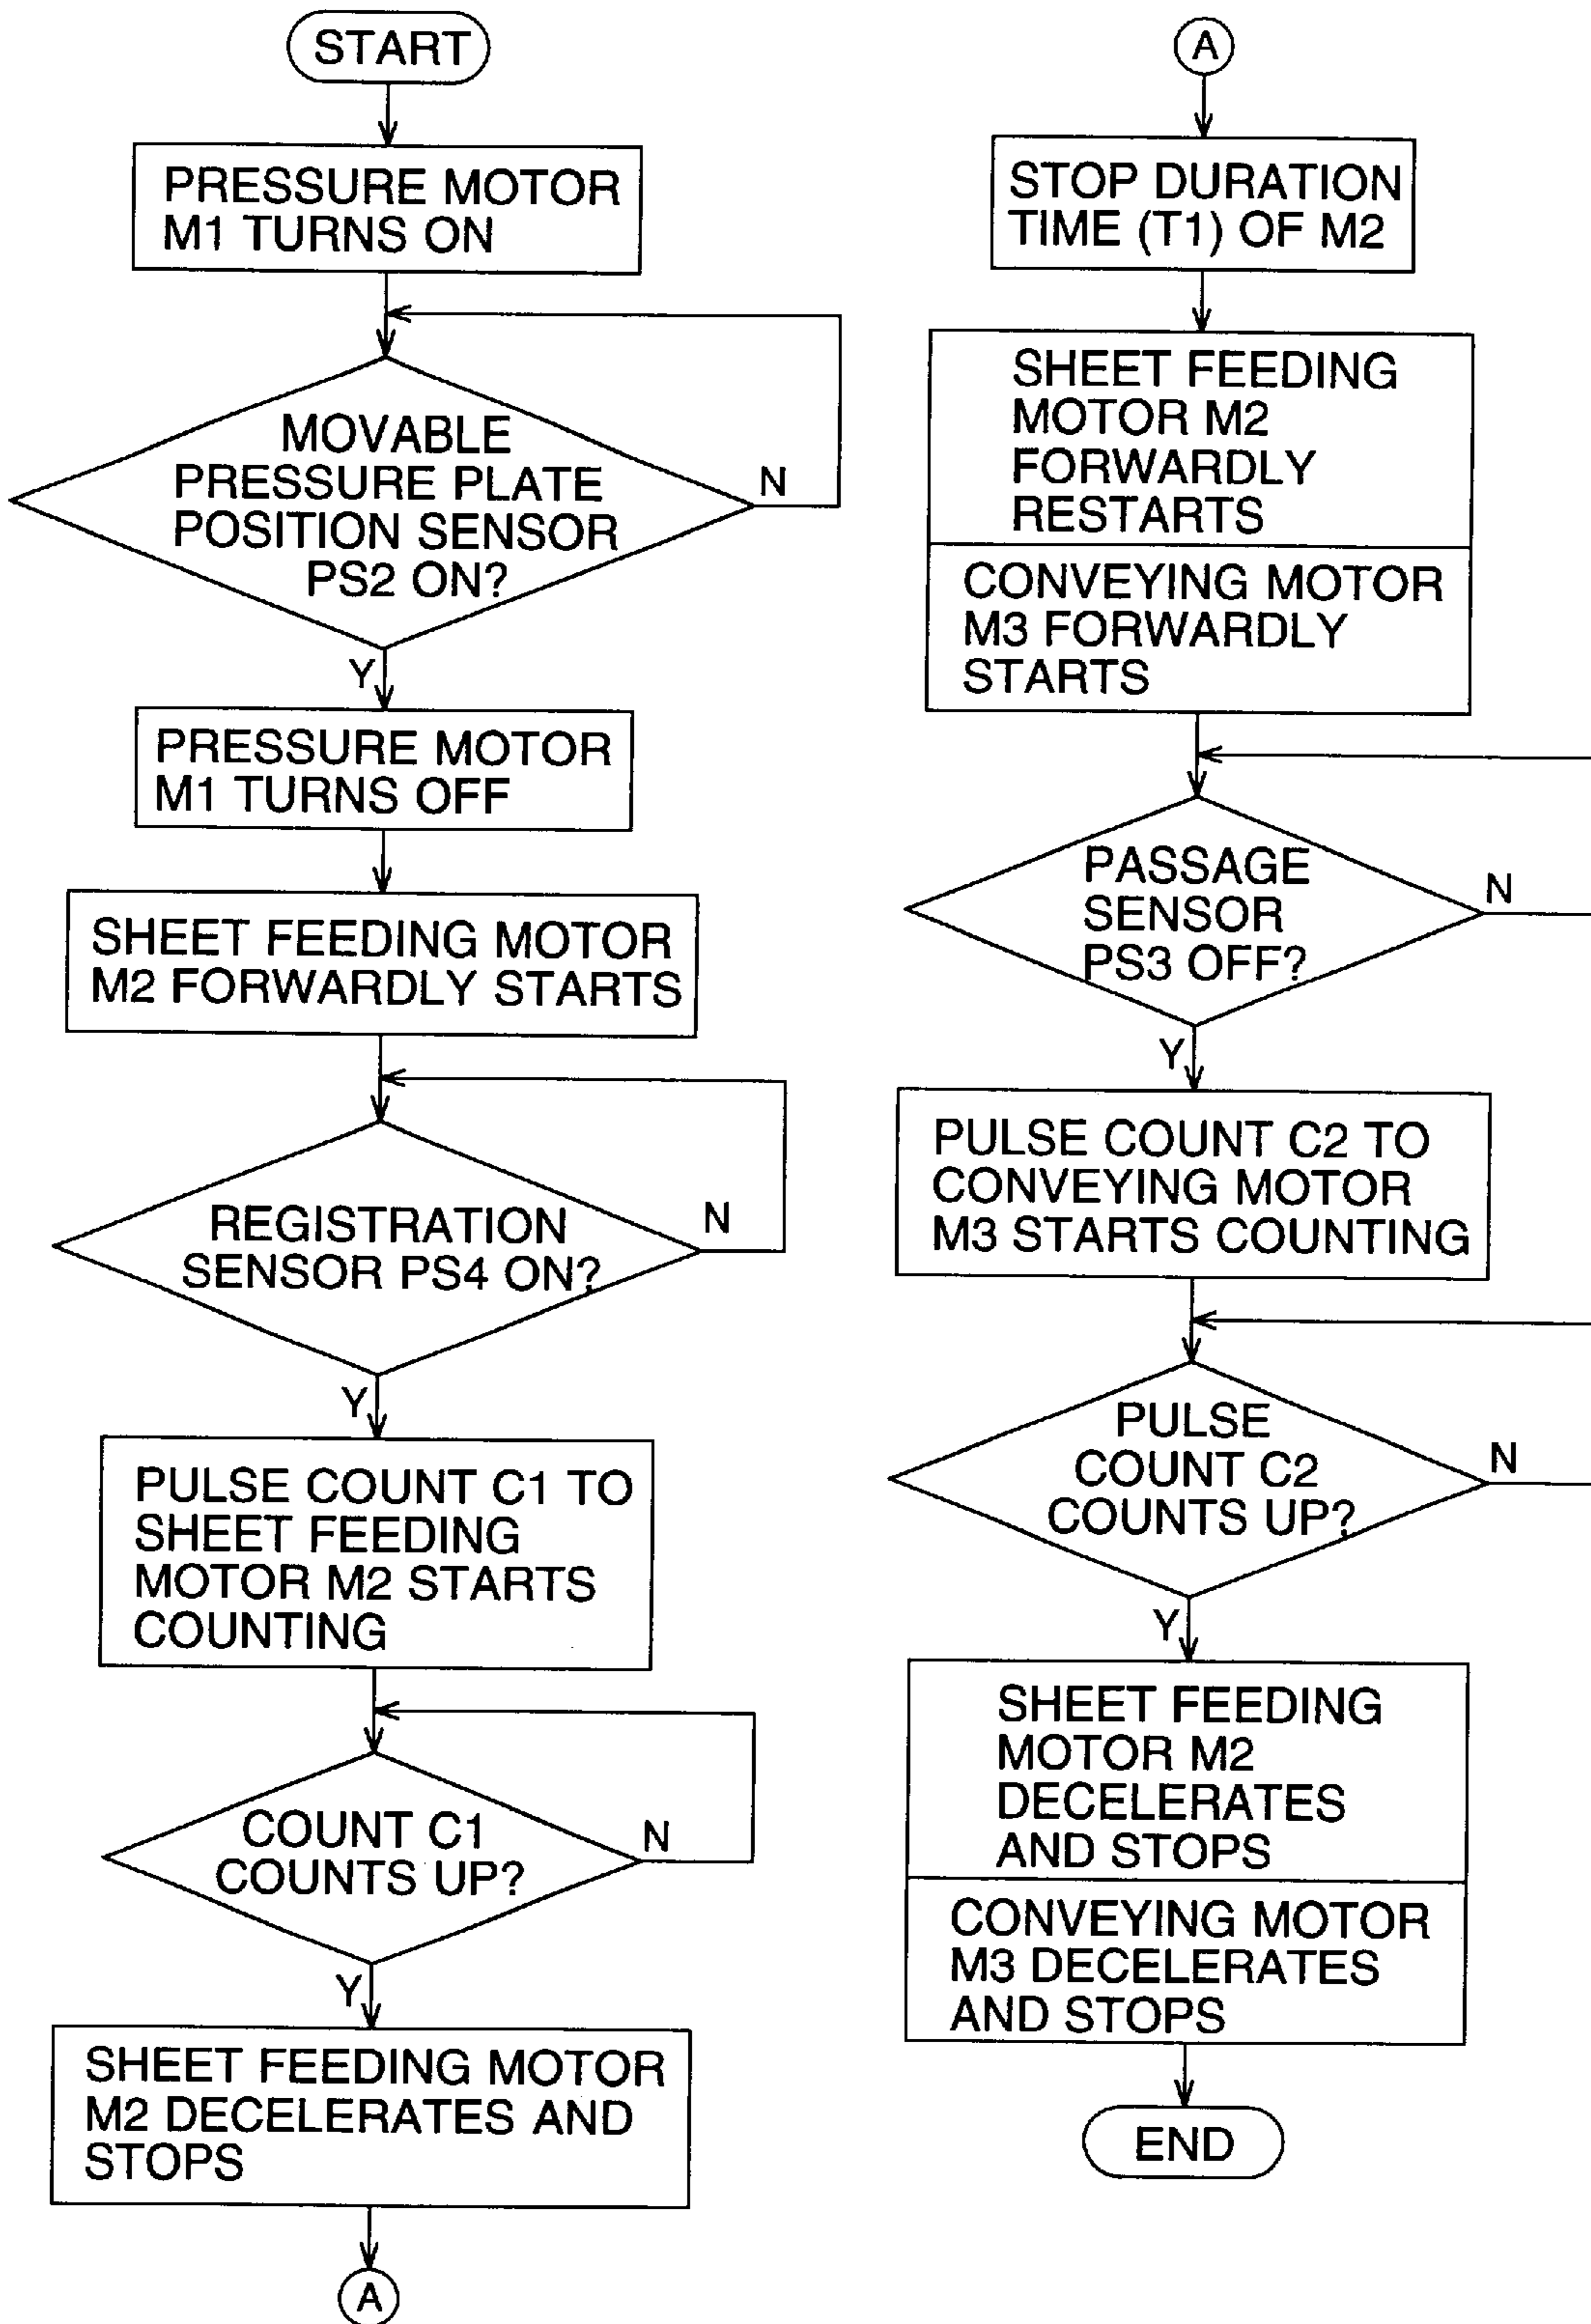 START
PRESSURE MOTOR
M1 TURNS ON
MOVABLE
PRESSURE PLATE
POSITION SENSOR
PS2 ON?
N
Y
PRESSURE MOTOR
M1 TURNS OFF
SHEET FEEDING MOTOR
M2 FORWARDLY STARTS
REGISTRATION
SENSOR PS4 ON?
N
Y
PULSE COUNT C1 TO
SHEET FEEDING
MOTOR M2 STARTS
COUNTING
COUNT C1
COUNTS UP?
N
Y
SHEET FEEDING MOTOR
M2 DECELERATES AND
STOPS
A
A
STOP DURATION
TIME (T1) OF M2
SHEET FEEDING
MOTOR M2
FORWARDLY
RESTARTS
CONVEYING MOTOR
M3 FORWARDLY
STARTS
PASSAGE
SENSOR
PS3 OFF?
N
Y
PULSE COUNT C2 TO
CONVEYING MOTOR
M3 STARTS COUNTING
PULSE
COUNT C2
COUNTS UP?
N
Y
SHEET FEEDING
MOTOR M2
DECELERATES
AND STOPS
CONVEYING MOTOR
M3 DECELERATES
AND STOPS
END